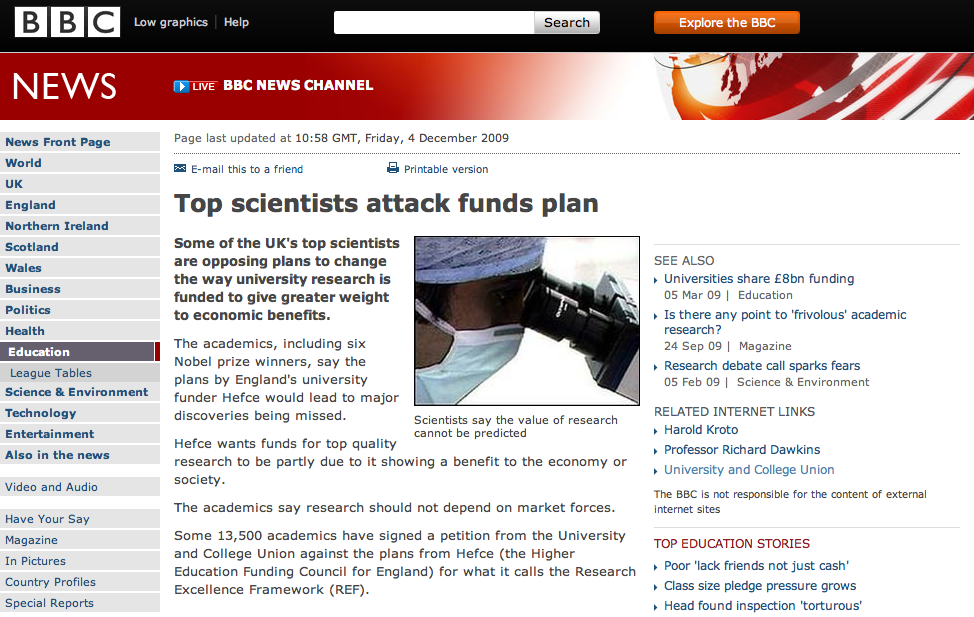 BBC
Low graphics
Help
Search
Explore the BBC
NEWS
LIVE BBC NEWS CHANNEL
News Front Page
World
UK
England
Northern Ireland
Scotland
Wales
Business
Politics
Health
Education
League Tables
Science & Environment
Technology
Entertainment
Also in the news
Video and Audio
Have Your Say
Magazine
In Pictures
Country Profiles
Special Reports
Page last updated at 10:58 GMT, Friday, 4 December 2009
E-mail this to a friend
Printable version
Top scientists attack funds plan
Some of the UK's top scientists
are opposing plans to change
the way university research is
funded to give greater weight
to economic benefits.
The academics, including six
Nobel prize winners, say the
plans by England's university
funder Hefce would lead to major
discoveries being missed.
Scientists say the value of research
cannot be predicted
Hefce wants funds for top quality
research to be partly due to it showing a benefit to the economy or
society.
The academics say research should not depend on market forces.
Some 13,500 academics have signed a petition from the University
and College Union against the plans from Hefce (the Higher
Education Funding Council for England) for what it calls the Research
Excellence Framework (REF).
SEE ALSO
Universities share £8bn funding
05 Mar 09 | Education
Is there any point to 'frivolous' academic
research?
24 Sep 09 | Magazine
Research debate call sparks fears
05 Feb 09 | Science & Environment
RELATED INTERNET LINKS
Harold Kroto
Professor Richard Dawkins
University and College Union
The BBC is not responsible for the content of external
internet sites
TOP EDUCATION STORIES
Poor 'lack friends not just cash'
Class size pledge pressure grows
Head found inspection 'torturous'